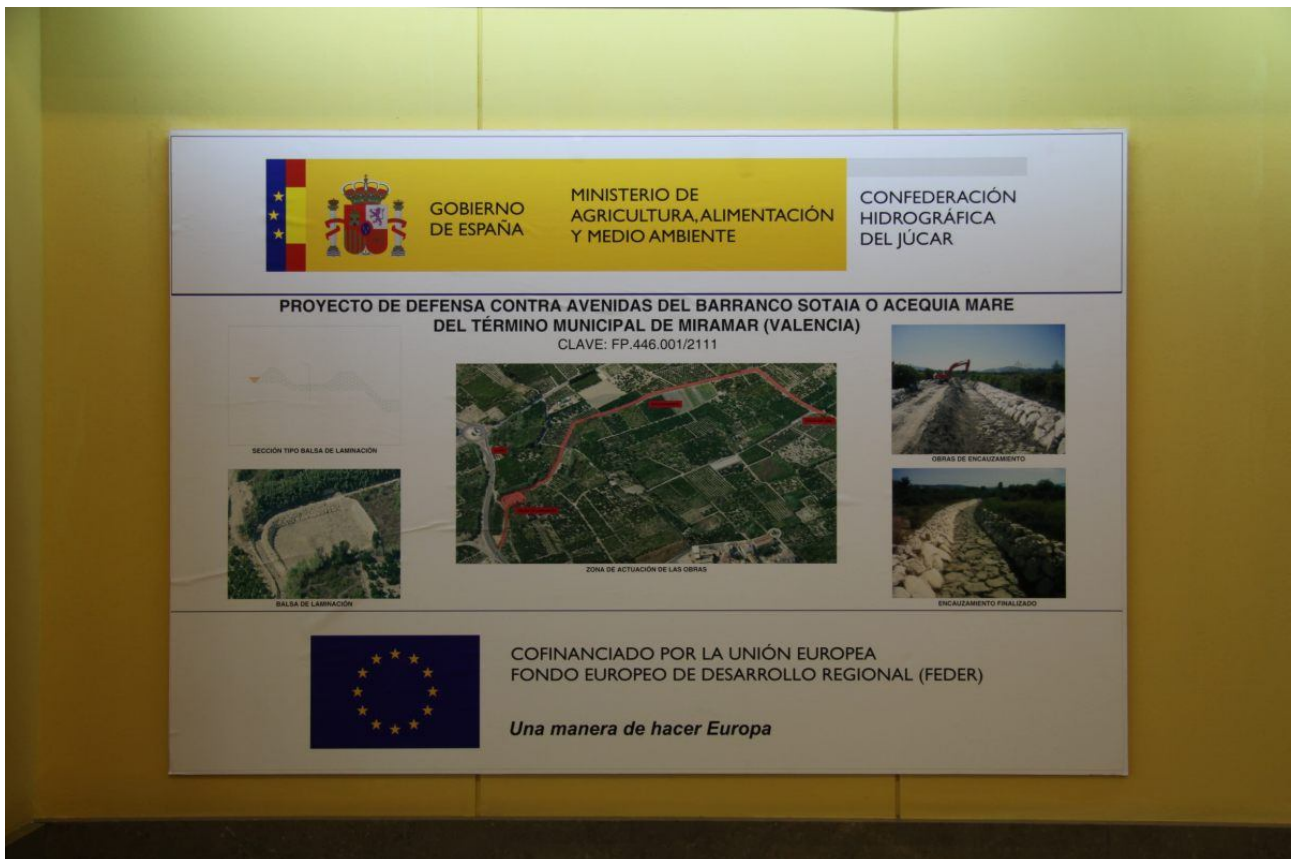 GOBIERNO
DE ESPAÑA
MINISTERIO DE
AGRICULTURA, ALIMENTACIÓN
Y MEDIO AMBIENTE
CONFEDERACIÓN
HIDROGRÁFICA
DEL JÚCAR
PROYECTO DE DEFENSA CONTRA AVENIDAS DEL BARRANCO SOTAIA O ACEQUIA MARE
DEL TÉRMINO MUNICIPAL DE MIRAMAR (VALENCIA)
CLAVE: FP.446.001/2111
SECCIÓN TIPO BALSA DE LAMINACIÓN
BALSA DE LAMINACIÓN
ZONA DE ACTUACIÓN DE LAS OBRAS
OBRAS DE ENCAUZAMIENTO
ENCAUZAMIENTO FINALIZADO
COFINANCIADO POR LA UNIÓN EUROPEA
FONDO EUROPEO DE DESARROLLO REGIONAL (FEDER)
Una manera de hacer Europa